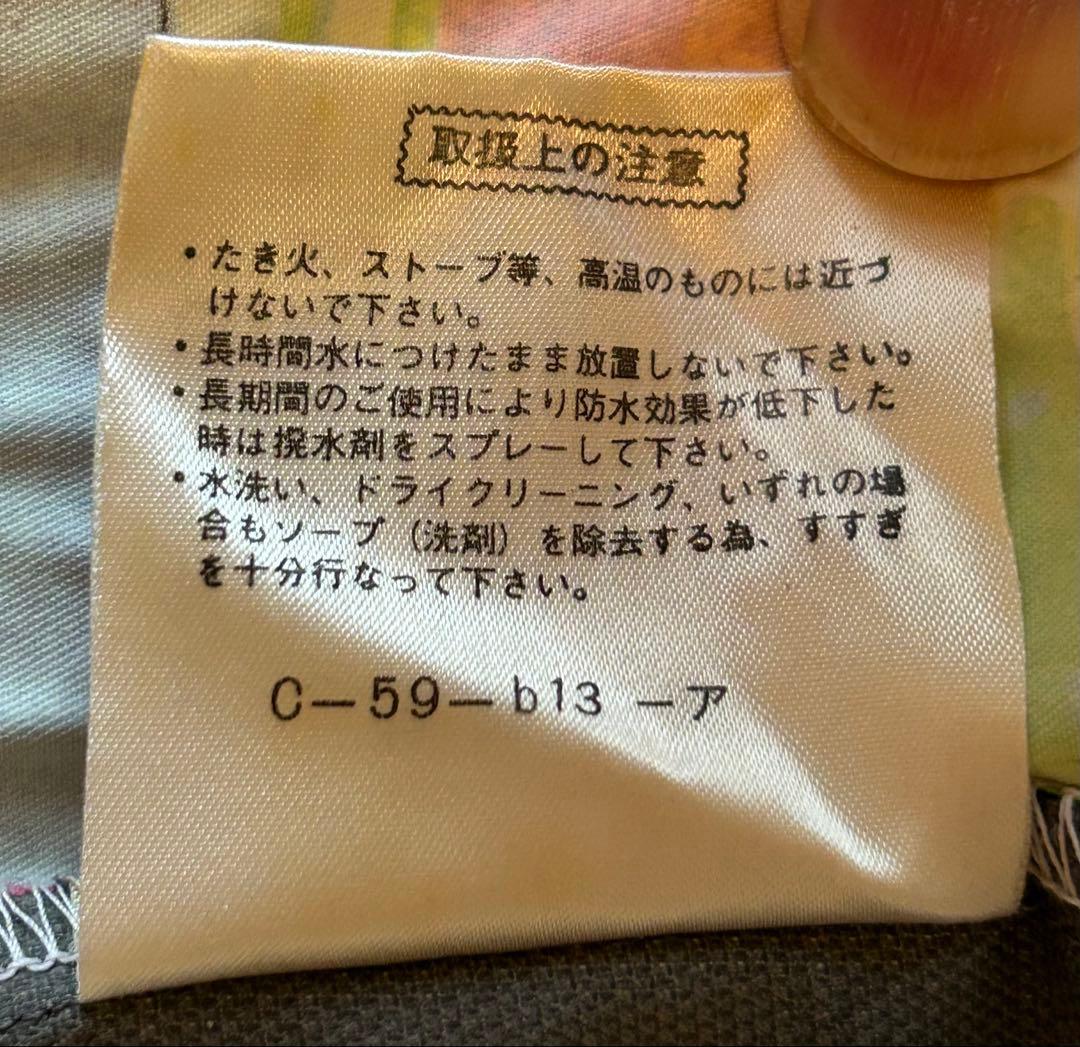 取扱上の注意
・たき火、ストーブ等、高温のものには近づ
けないで下さい。
・長時間水につけたまま放置しないで下さい。
・長期間のご使用により防水効果が低下した
時は撥水剤をスプレーして下さい。
・水洗い、ドライクリーニング、いずれの場
合もソープ（洗剤）を除去する為、すすぎ
を十分行なって下さい。
C−59−b13 −ア